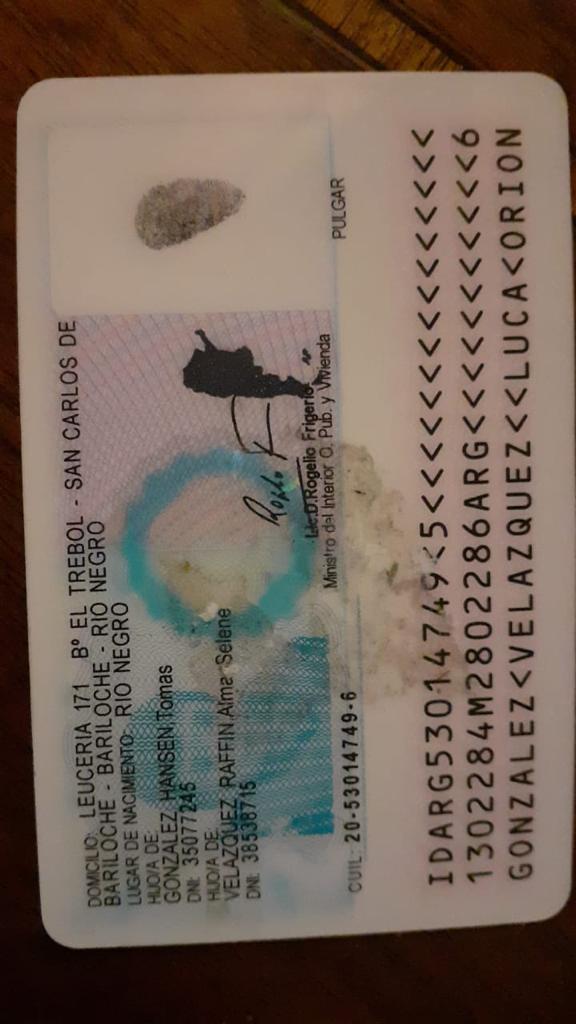 DOMICILIO: LEUCERIA 171 Bº EL TREBOL - SAN CARLOS DE
BARILOCHE - BARILOCHE - RIO NEGRO
LUGAR DE NACIMIENTO: RIO NEGRO
HIJO/A DE:
GONZALEZ HANSEN Tomas
DNI: 35077245
HIJO/A DE:
VELAZQUEZ RAFFIN Alma Selene
DNI: 38538715
Lic. D. Rogelio Frigerio
Ministro del Interior O. Pub. y Vivienda
PULGAR
CUIL: 20-53014749-6
IDARG53014749<5<<<<<<<<<<<<<<<
1302284M2802286ARG<<<<<<<<<<<6
GONZALEZ<VELAZQUEZ<<LUCA<ORION